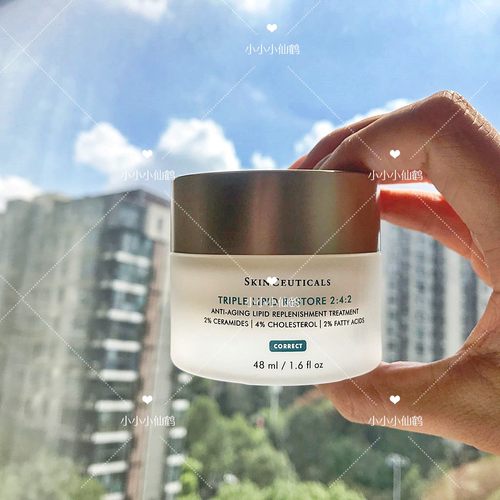 小小小仙鹤
小小小仙鹤
小小小仙鹤
SKINCEUTICALS
TRIPLE LIPID RESTORE 2:4:2
ANTI-AGING LIPID REPLENISHMENT TREATMENT
2% CERAMIDES | 4% CHOLESTEROL | 2% FATTY ACIDS
CORRECT
48 ml / 1.6 fl oz
小小小仙鹤
小小小仙鹤